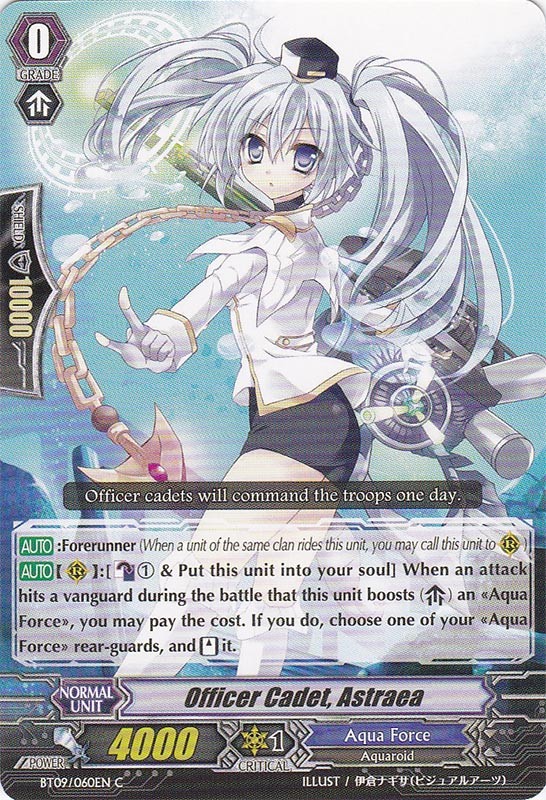 0
GRADE
SHIELD
10000
Officer cadets will command the troops one day.
AUTO :Forerunner (When a unit of the same clan rides this unit, you may call this unit to R)
AUTO [ R ]:[ ① & Put this unit into your soul] When an attack
hits a vanguard during the battle that this unit boosts ( ) an «Aqua
Force», you may pay the cost. If you do, choose one of your «Aqua
Force» rear-guards, and it.
NORMAL
UNIT
Officer Cadet, Astraea
POWER
4000
1
CRITICAL
Aqua Force
Aquaroid
BT09/060EN C
ILLUST / 伊倉ナギサ(ビジュアルアーツ)